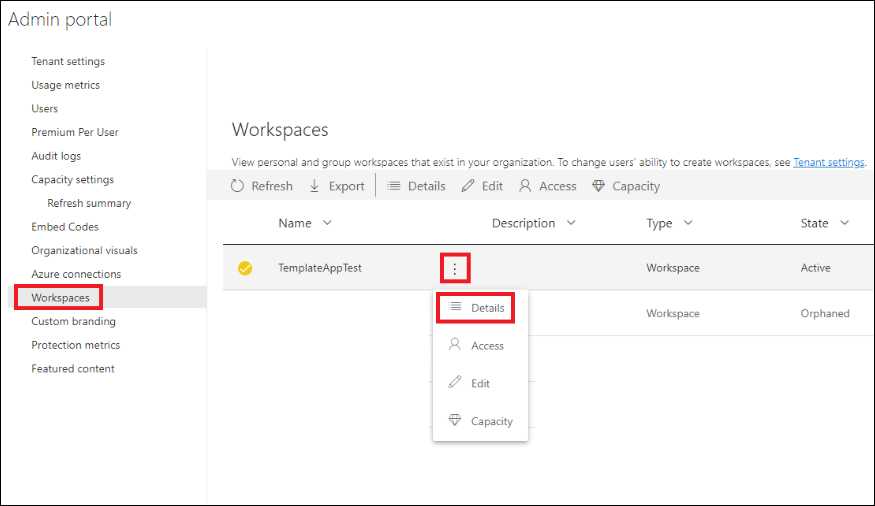 Admin portal
Tenant settings
Usage metrics
Users
Premium Per User
Audit logs
Capacity settings
Refresh summary
Embed Codes
Organizational visuals
Azure connections
Workspaces
Custom branding
Protection metrics
Featured content
Workspaces
View personal and group workspaces that exist in your organization. To change users' ability to create workspaces, see Tenant settings.
Refresh Export Details Edit Access Capacity
Name Description Type State
TemplateAppTest Workspace Active
Details
Workspace Orphaned
Access
Edit
Capacity